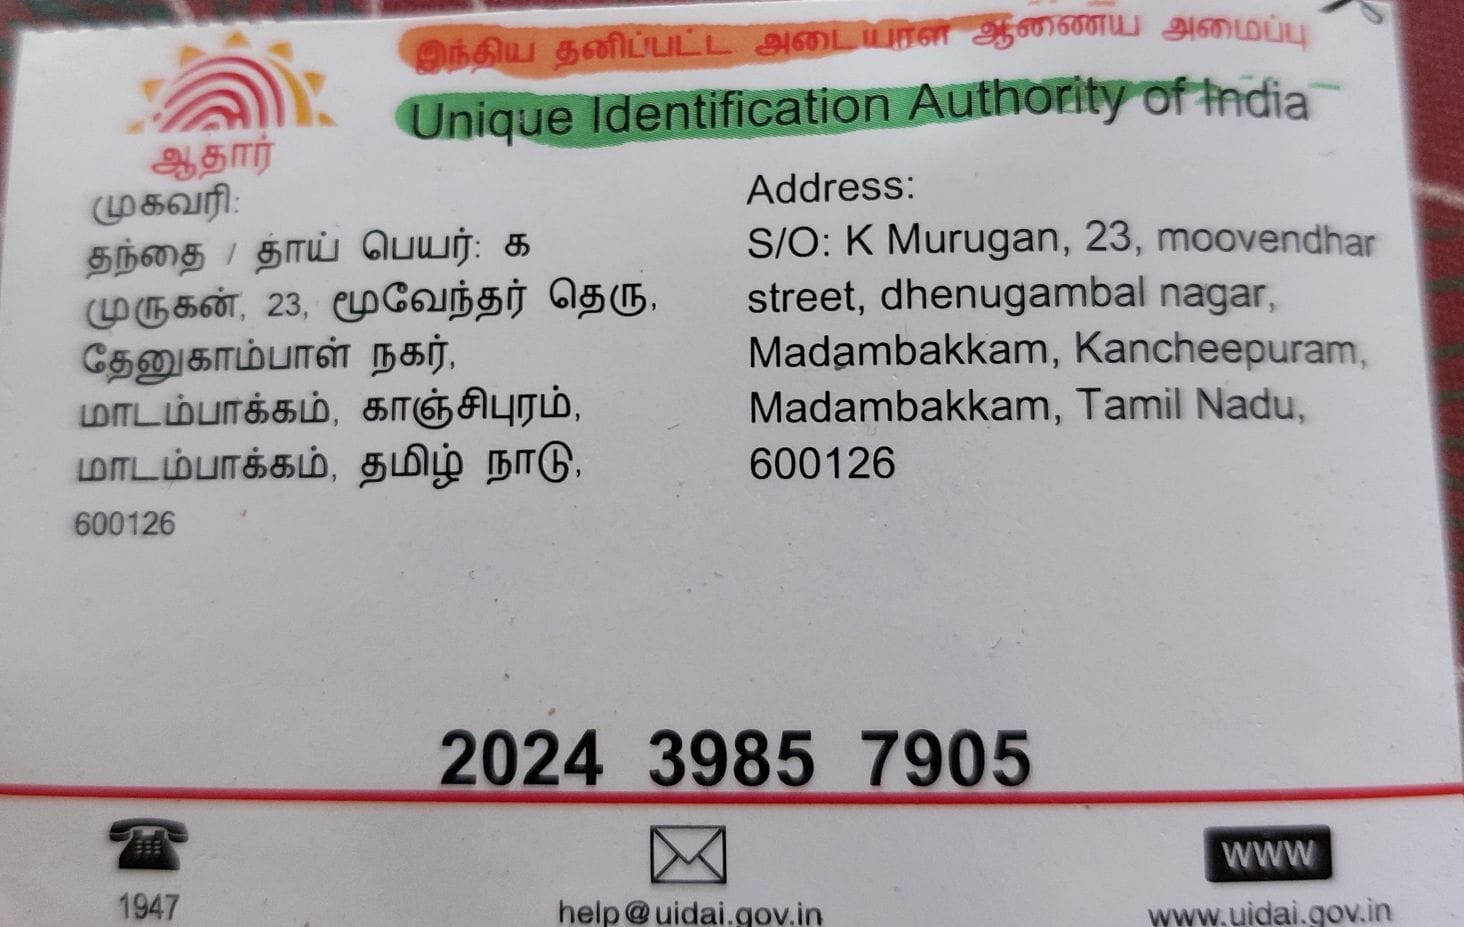 இந்திய தனிப்பட்ட அடையாள ஆணைய அமைப்பு
Unique Identification Authority of India
ஆதார்
முகவரி:
தந்தை / தாய் பெயர்: க
முருகன், 23, மூவேந்தர் தெரு,
தேனுகாம்பாள் நகர்,
மாடம்பாக்கம், காஞ்சிபுரம்,
மாடம்பாக்கம், தமிழ் நாடு,
600126
Address:
S/O: K Murugan, 23, moovendhar
street, dhenugambal nagar,
Madambakkam, Kancheepuram,
Madambakkam, Tamil Nadu,
600126
2024 3985 7905
1947
help@uidai.gov.in
www
www.uidai.gov.in